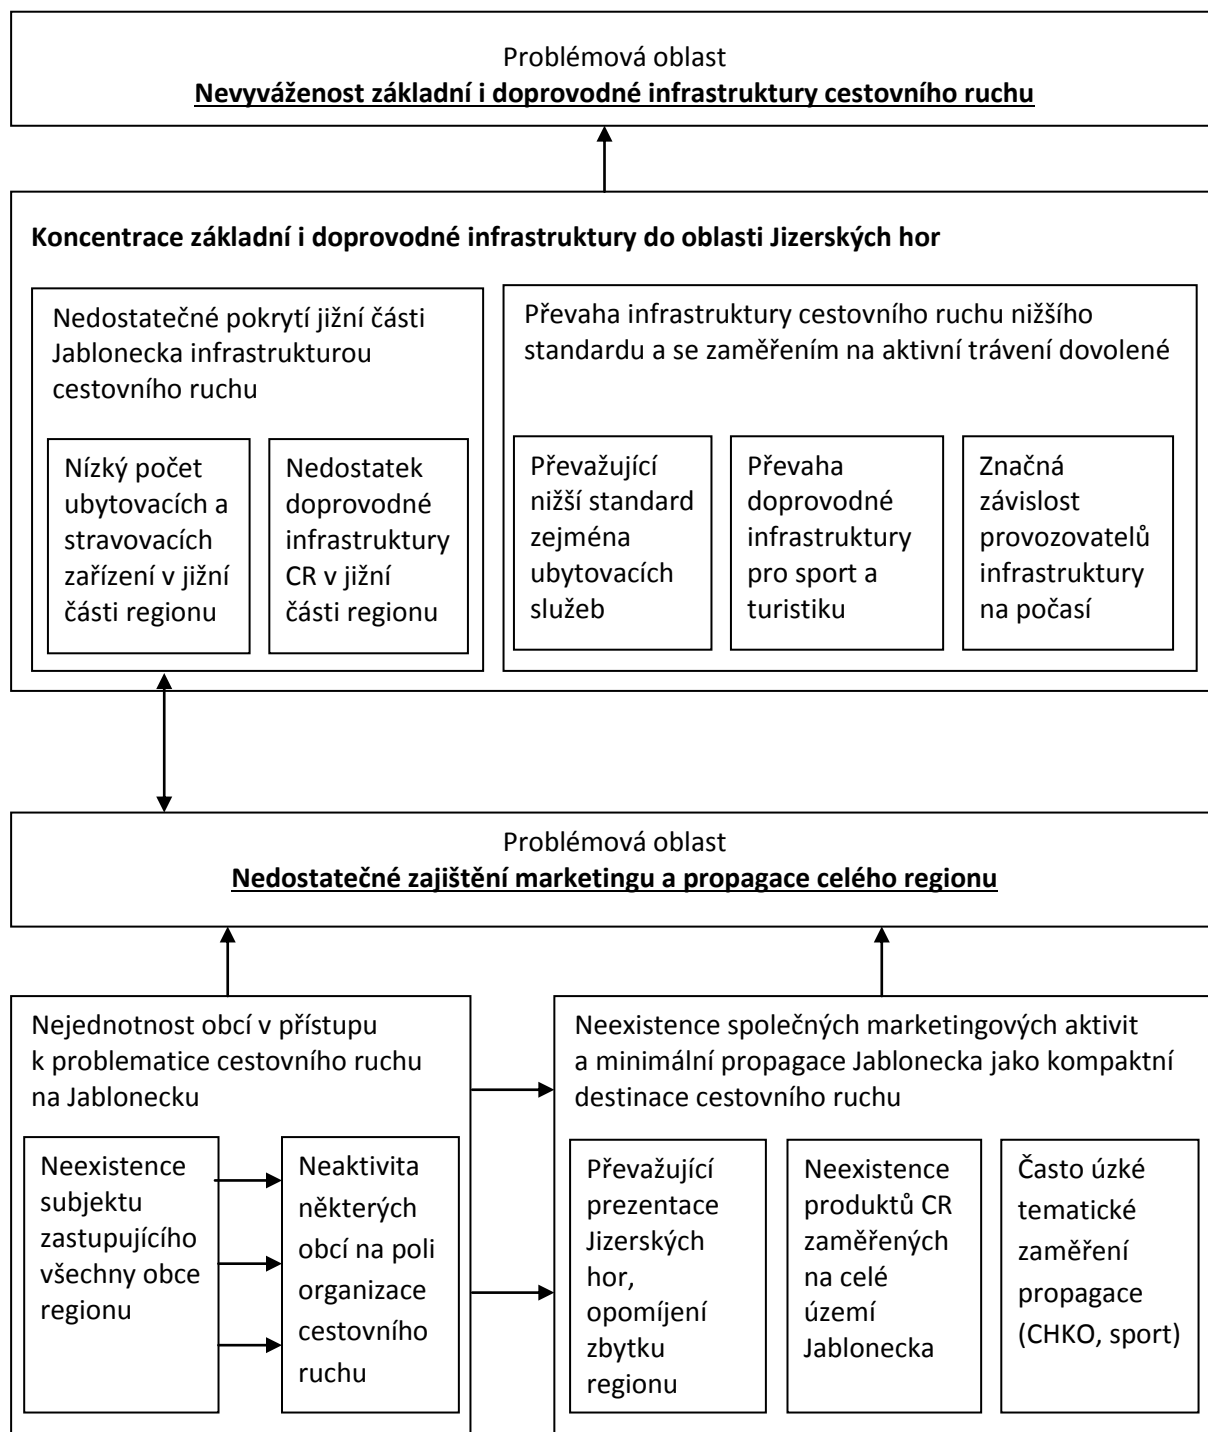 Problémová oblast
Nevyváženost základní i doprovodné infrastruktury cestovního ruchu
Koncentrace základní i doprovodné infrastruktury do oblasti Jizerských hor
Nedostatečné pokrytí jižní části
Jablonecka infrastrukturou
cestovního ruchu
Nízký počet
ubytovacích a
stravovacích
zařízení v jižní
části regionu
Nedostatek
doprovodné
infrastruktury
CR v jižní
části regionu
Převaha infrastruktury cestovního ruchu nižšího
standardu a se zaměřením na aktivní trávení dovolené
Převažující
nižší standard
zejména
ubytovacích
služeb
Převaha
doprovodné
infrastruktury
pro sport a
turistiku
Značná
závislost
provozovatelů
infrastruktury
na počasí
Problémová oblast
Nedostatečné zajištění marketingu a propagace celého regionu
Nejednotnost obcí v přístupu
k problematice cestovního ruchu
na Jablonecku
Neexistence
subjektu
zastupujícího
všechny obce
regionu
Neaktivita
některých
obcí na poli
organizace
cestovního
ruchu
Neexistence společných marketingových aktivit
a minimální propagace Jablonecka jako kompaktní
destinace cestovního ruchu
Převažující
prezentace
Jizerských
hor,
opomíjení
zbytku
regionu
Neexistence
produktů CR
zaměřených
na celé
území
Jablonecka
Často úzké
tematické
zaměření
propagace
(CHKO, sport)